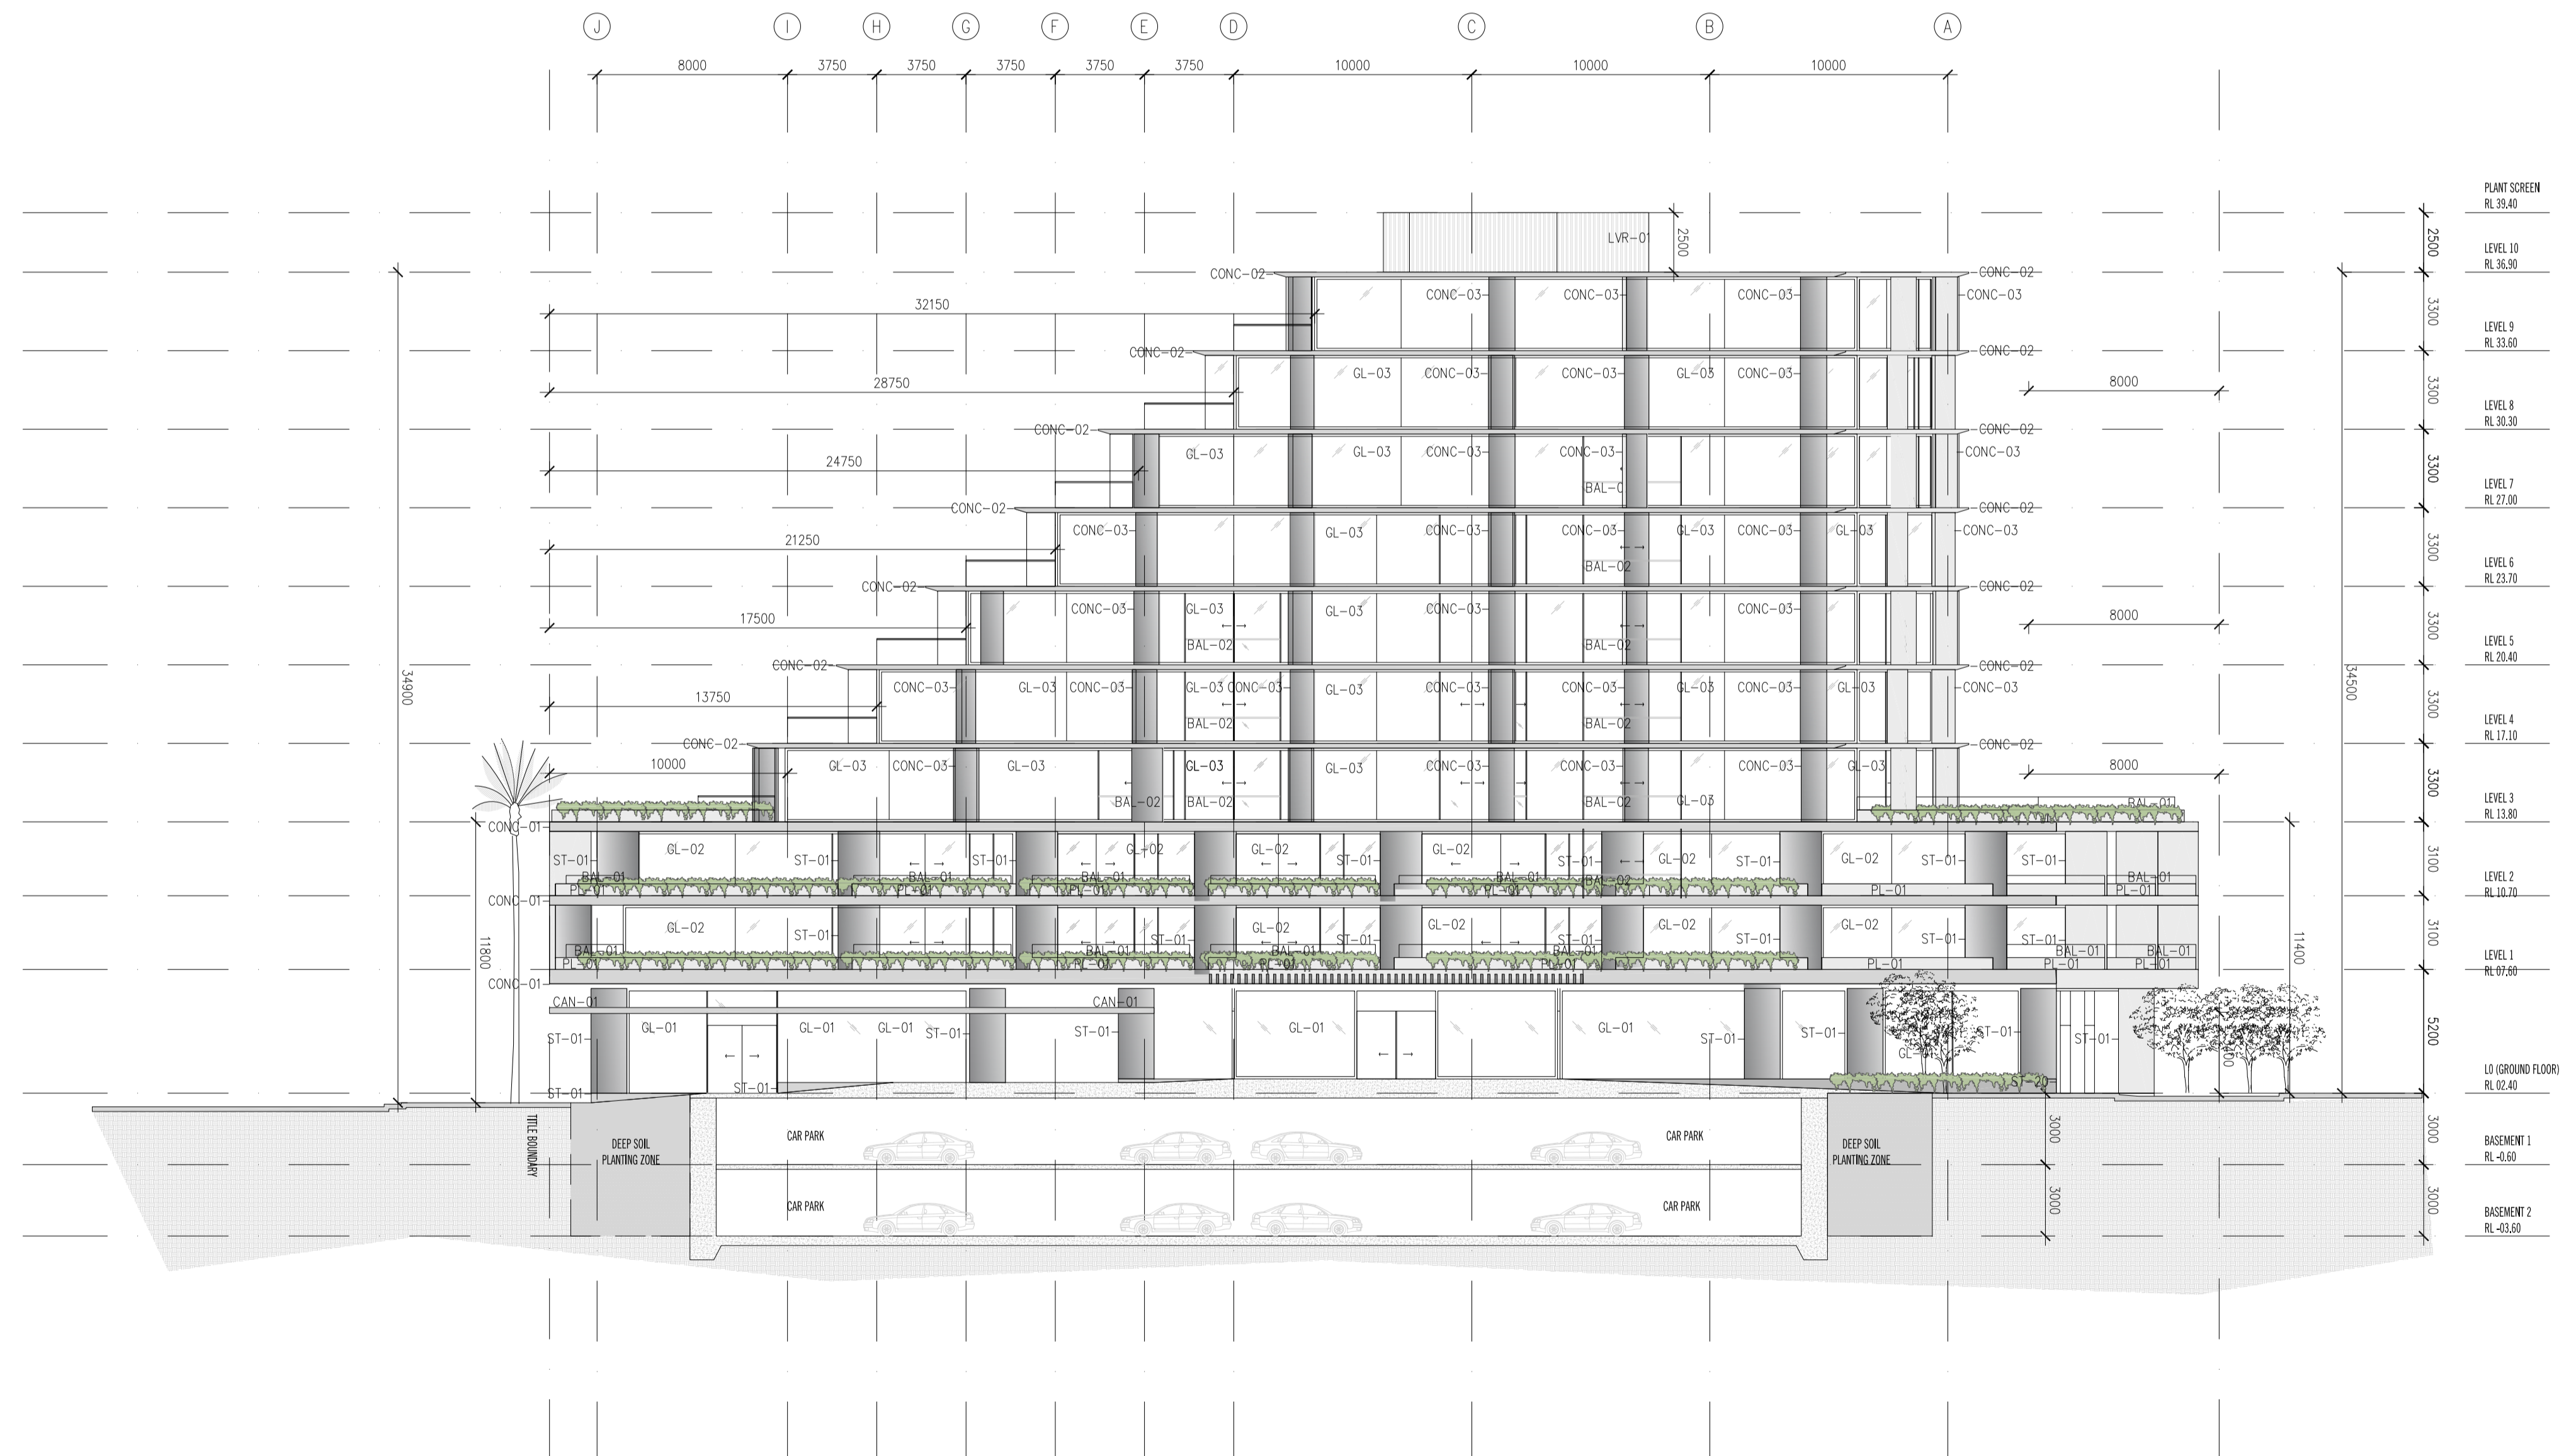 J I H G F E D C B A
8000 3750 3750 3750 3750 3750 10000 10000 10000
PLANT SCREEN
RL 39.40
LVR-01 2500 2500
LEVEL 10
RL 36.90
CONC-02 CONC-02
CONC-03 CONC-03 CONC-03 CONC-03
32150 3300
LEVEL 9
RL 33.60
CONC-02 CONC-02
GL-03 CONC-03 CONC-03 GL-03 CONC-03
28750 8000 3300
LEVEL 8
RL 30.30
CONC-02 CONC-02
GL-03 GL-03 CONC-03 CONC-03 CONC-03
24750 3300
BAL-0
LEVEL 7
RL 27.00
CONC-02 CONC-02
CONC-03 GL-03 CONC-03 CONC-03 GL-03 CONC-03 GL-03 CONC-03
21250 3300
BAL-02
LEVEL 6
RL 23.70
CONC-02 CONC-02
CONC-03 GL-03 GL-03 CONC-03 CONC-03 CONC-03
17500 8000 3300
BAL-02 BAL-02
LEVEL 5
RL 20.40
CONC-02 CONC-02
34900 34500
CONC-03 GL-03 CONC-03 GL-03 CONC-03 GL-03 CONC-03 CONC-03 GL-03 CONC-03 GL-03 CONC-03
13750 3300
BAL-02 BAL-02
LEVEL 4
RL 17.10
CONC-02 CONC-02
10000 GL-03 CONC-03 GL-03 GL-03 GL-03 CONC-03 CONC-03 CONC-03 GL-03 8000 3300
BAL-02 BAL-02 BAL-02 GL-03 BAL-01
LEVEL 3
RL 13.80
CONC-01
GL-02 GL-02 GL-02 GL-02 GL-02 GL-02
ST-01 ST-01 ST-01 ST-01 ST-01 ST-01 ST-01 ST-01
3100
BAL-01 BAL-01 BAL-01 BAL-01 BAL-01 BAL-02 BAL-01
PL-01 PL-01 PL-01 PL-01 PL-01 PL-01
LEVEL 2
RL 10.70
CONC-01
GL-02 GL-02 GL-02 GL-02 GL-02
ST-01 ST-01 ST-01 ST-01 ST-01 ST-01 ST-01
11800 3100 11400
BAL-01 BAL-01 BAL-01 BAL-01 BAL-01 BAL-01 BAL-01
PL-01 PL-01 PL-01 PL-01 PL-01 PL-01 PL-01
LEVEL 1
RL 07.60
CONC-01
CAN-01 CAN-01
GL-01 GL-01 GL-01 GL-01 GL-01
ST-01 ST-01 ST-01 ST-01 ST-01 ST-01 ST-01
5200
ST-01 ST-01 ST-20
L0 (GROUND FLOOR)
RL 02.40
TITLE BOUNDARY
DEEP SOIL
PLANTING ZONE
CAR PARK CAR PARK
DEEP SOIL
PLANTING ZONE
3000 3000
BASEMENT 1
RL -0.60
CAR PARK CAR PARK
3000 3000
BASEMENT 2
RL -03.60